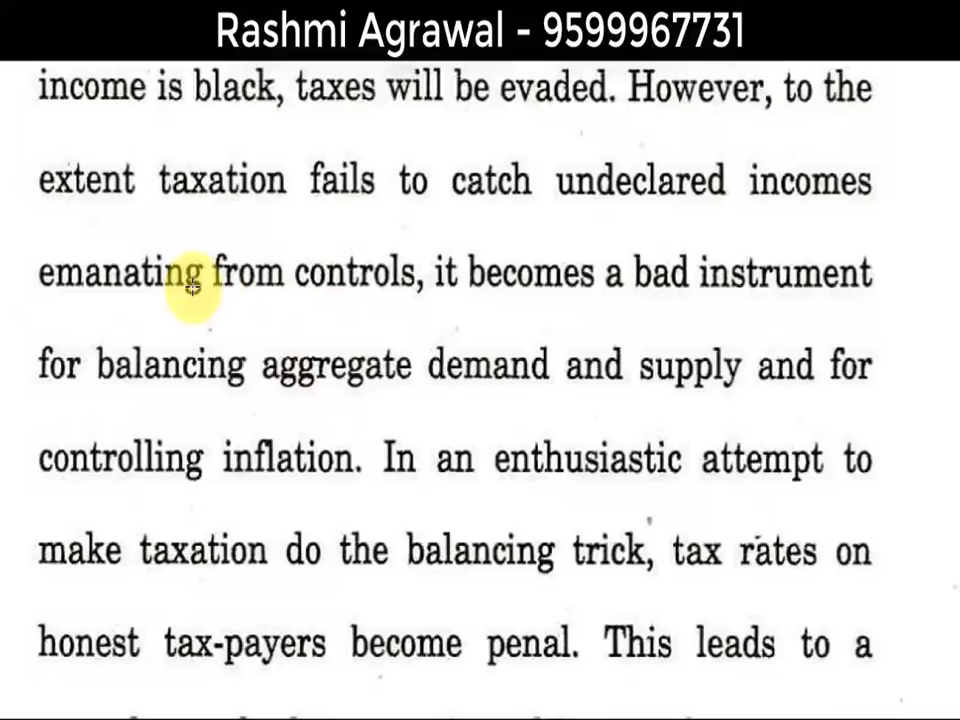 Rashmi Agrawal - 9599967731
income is black, taxes will be evaded. However, to the
extent taxation fails to catch undeclared incomes
emanating from controls, it becomes a bad instrument
for balancing aggregate demand and supply and for
controlling inflation. In an enthusiastic attempt to
make taxation do the balancing trick, tax rates on
honest tax-payers become penal. This leads to a